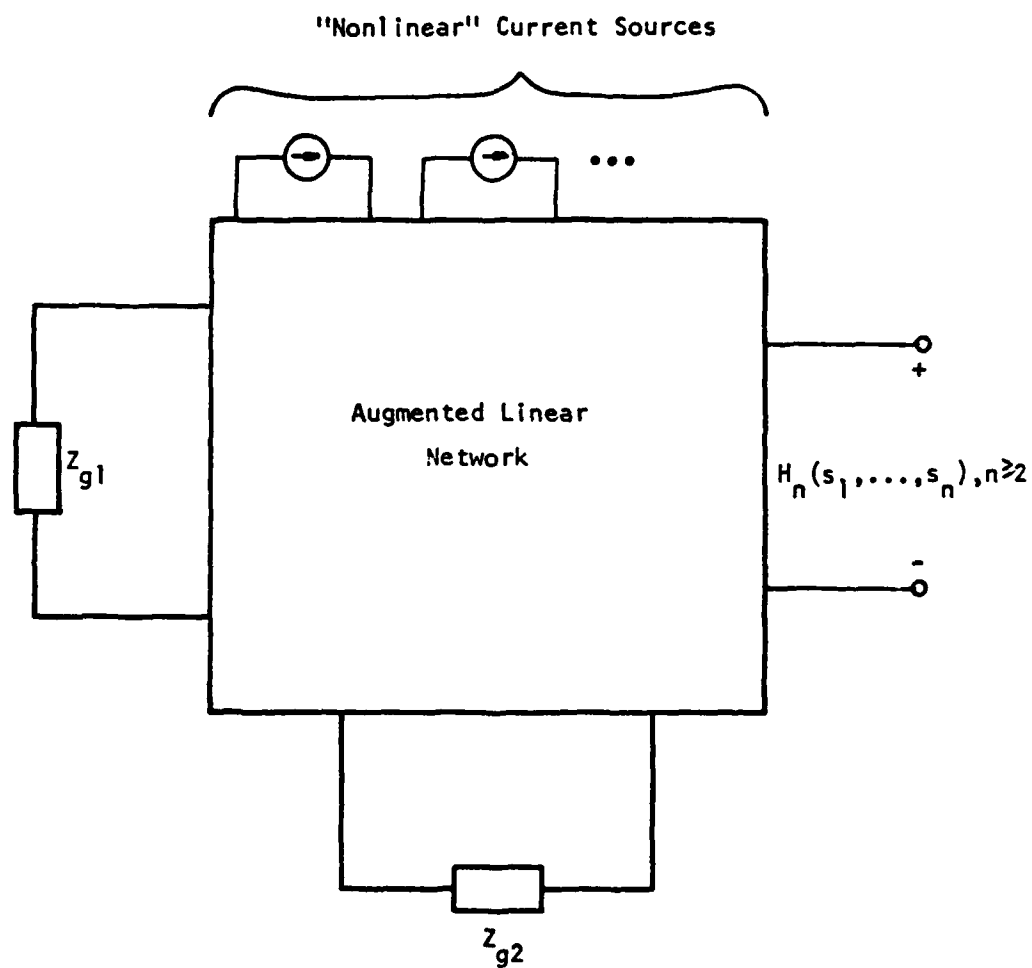 "Nonlinear" Current Sources
...
Augmented Linear
Network
Z_g1
+
H_n(s_1,...,s_n),n≥2
-
Z_g2